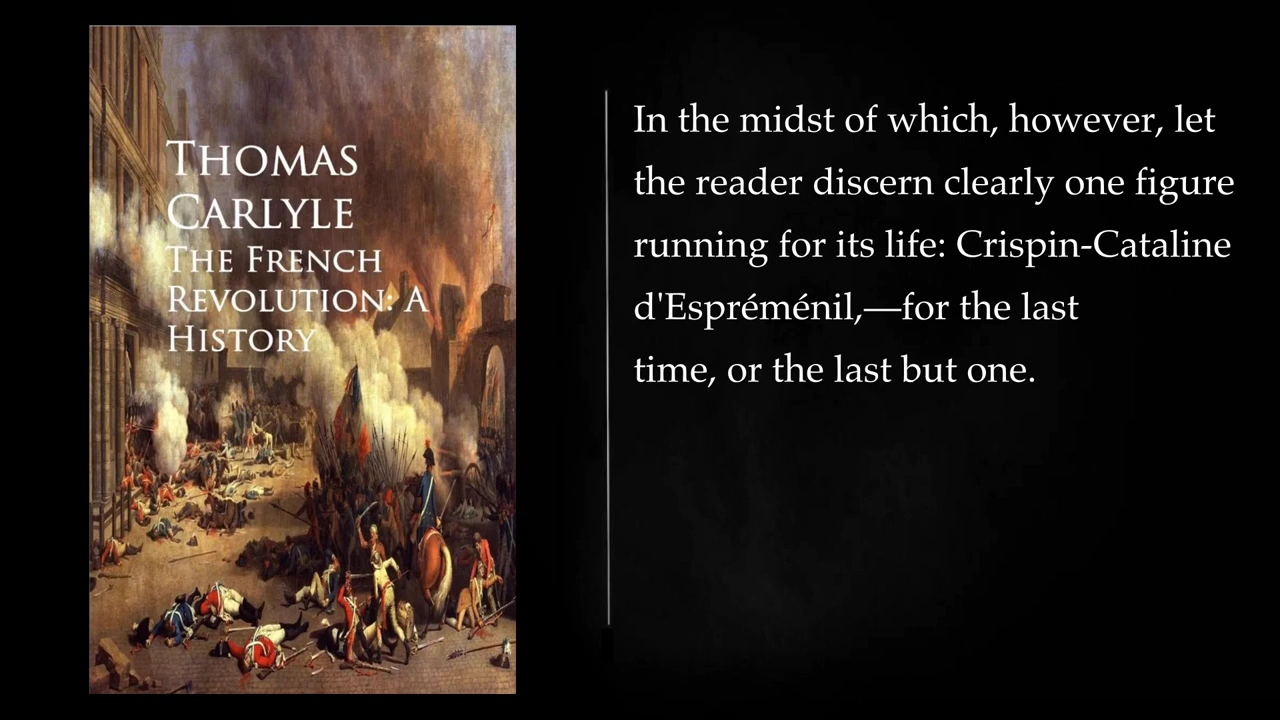 THOMAS
CARLYLE
THE FRENCH
REVOLUTION: A
HISTORY
In the midst of which, however, let
the reader discern clearly one figure
running for its life: Crispin-Cataline
d'Espréménil,—for the last
time, or the last but one.